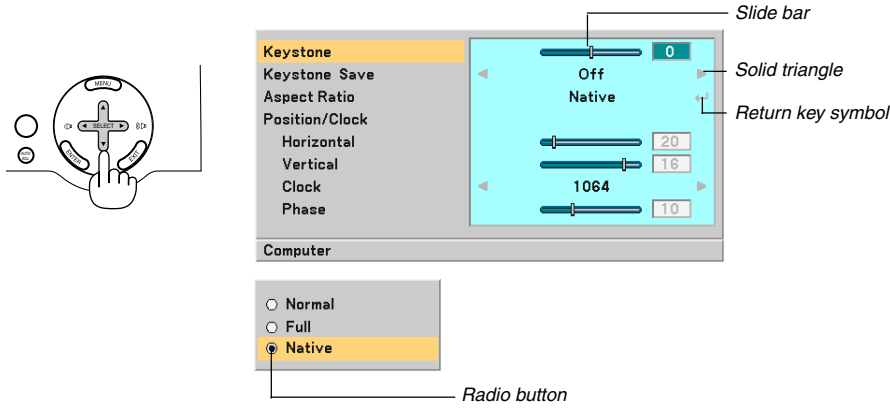 Slide bar
Keystone 0
Keystone Save Off
Solid triangle
Aspect Ratio Native
Return key symbol
Position/Clock
Horizontal 20
Vertical 16
Clock 1064
Phase 10
Computer
MENU
SELECT
ENTER
EXIT
Normal
Full
Native
Radio button